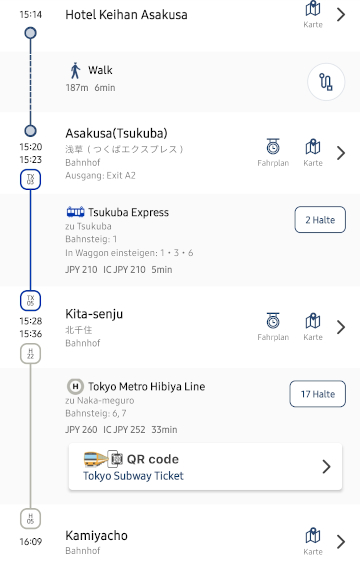 15:14
Hotel Keihan Asakusa
Karte
Walk
187m 6min
Asakusa(Tsukuba)
浅草（つくばエクスプレス）
15:20
15:23
Bahnhof
Ausgang: Exit A2
Fahrplan
Karte
TX
03
Tsukuba Express
zu Tsukuba
Bahnsteig: 1
In Waggon einsteigen: 1・3・6
JPY 210 IC JPY 210 5min
2 Halte
TX
05
Kita-senju
15:28
15:36
北千住
Bahnhof
Fahrplan
Karte
H
22
H
Tokyo Metro Hibiya Line
zu Naka-meguro
Bahnsteig: 6, 7
JPY 260 IC JPY 252 33min
17 Halte
QR code
Tokyo Subway Ticket
H
05
16:09
Kamiyacho
Bahnhof
Karte